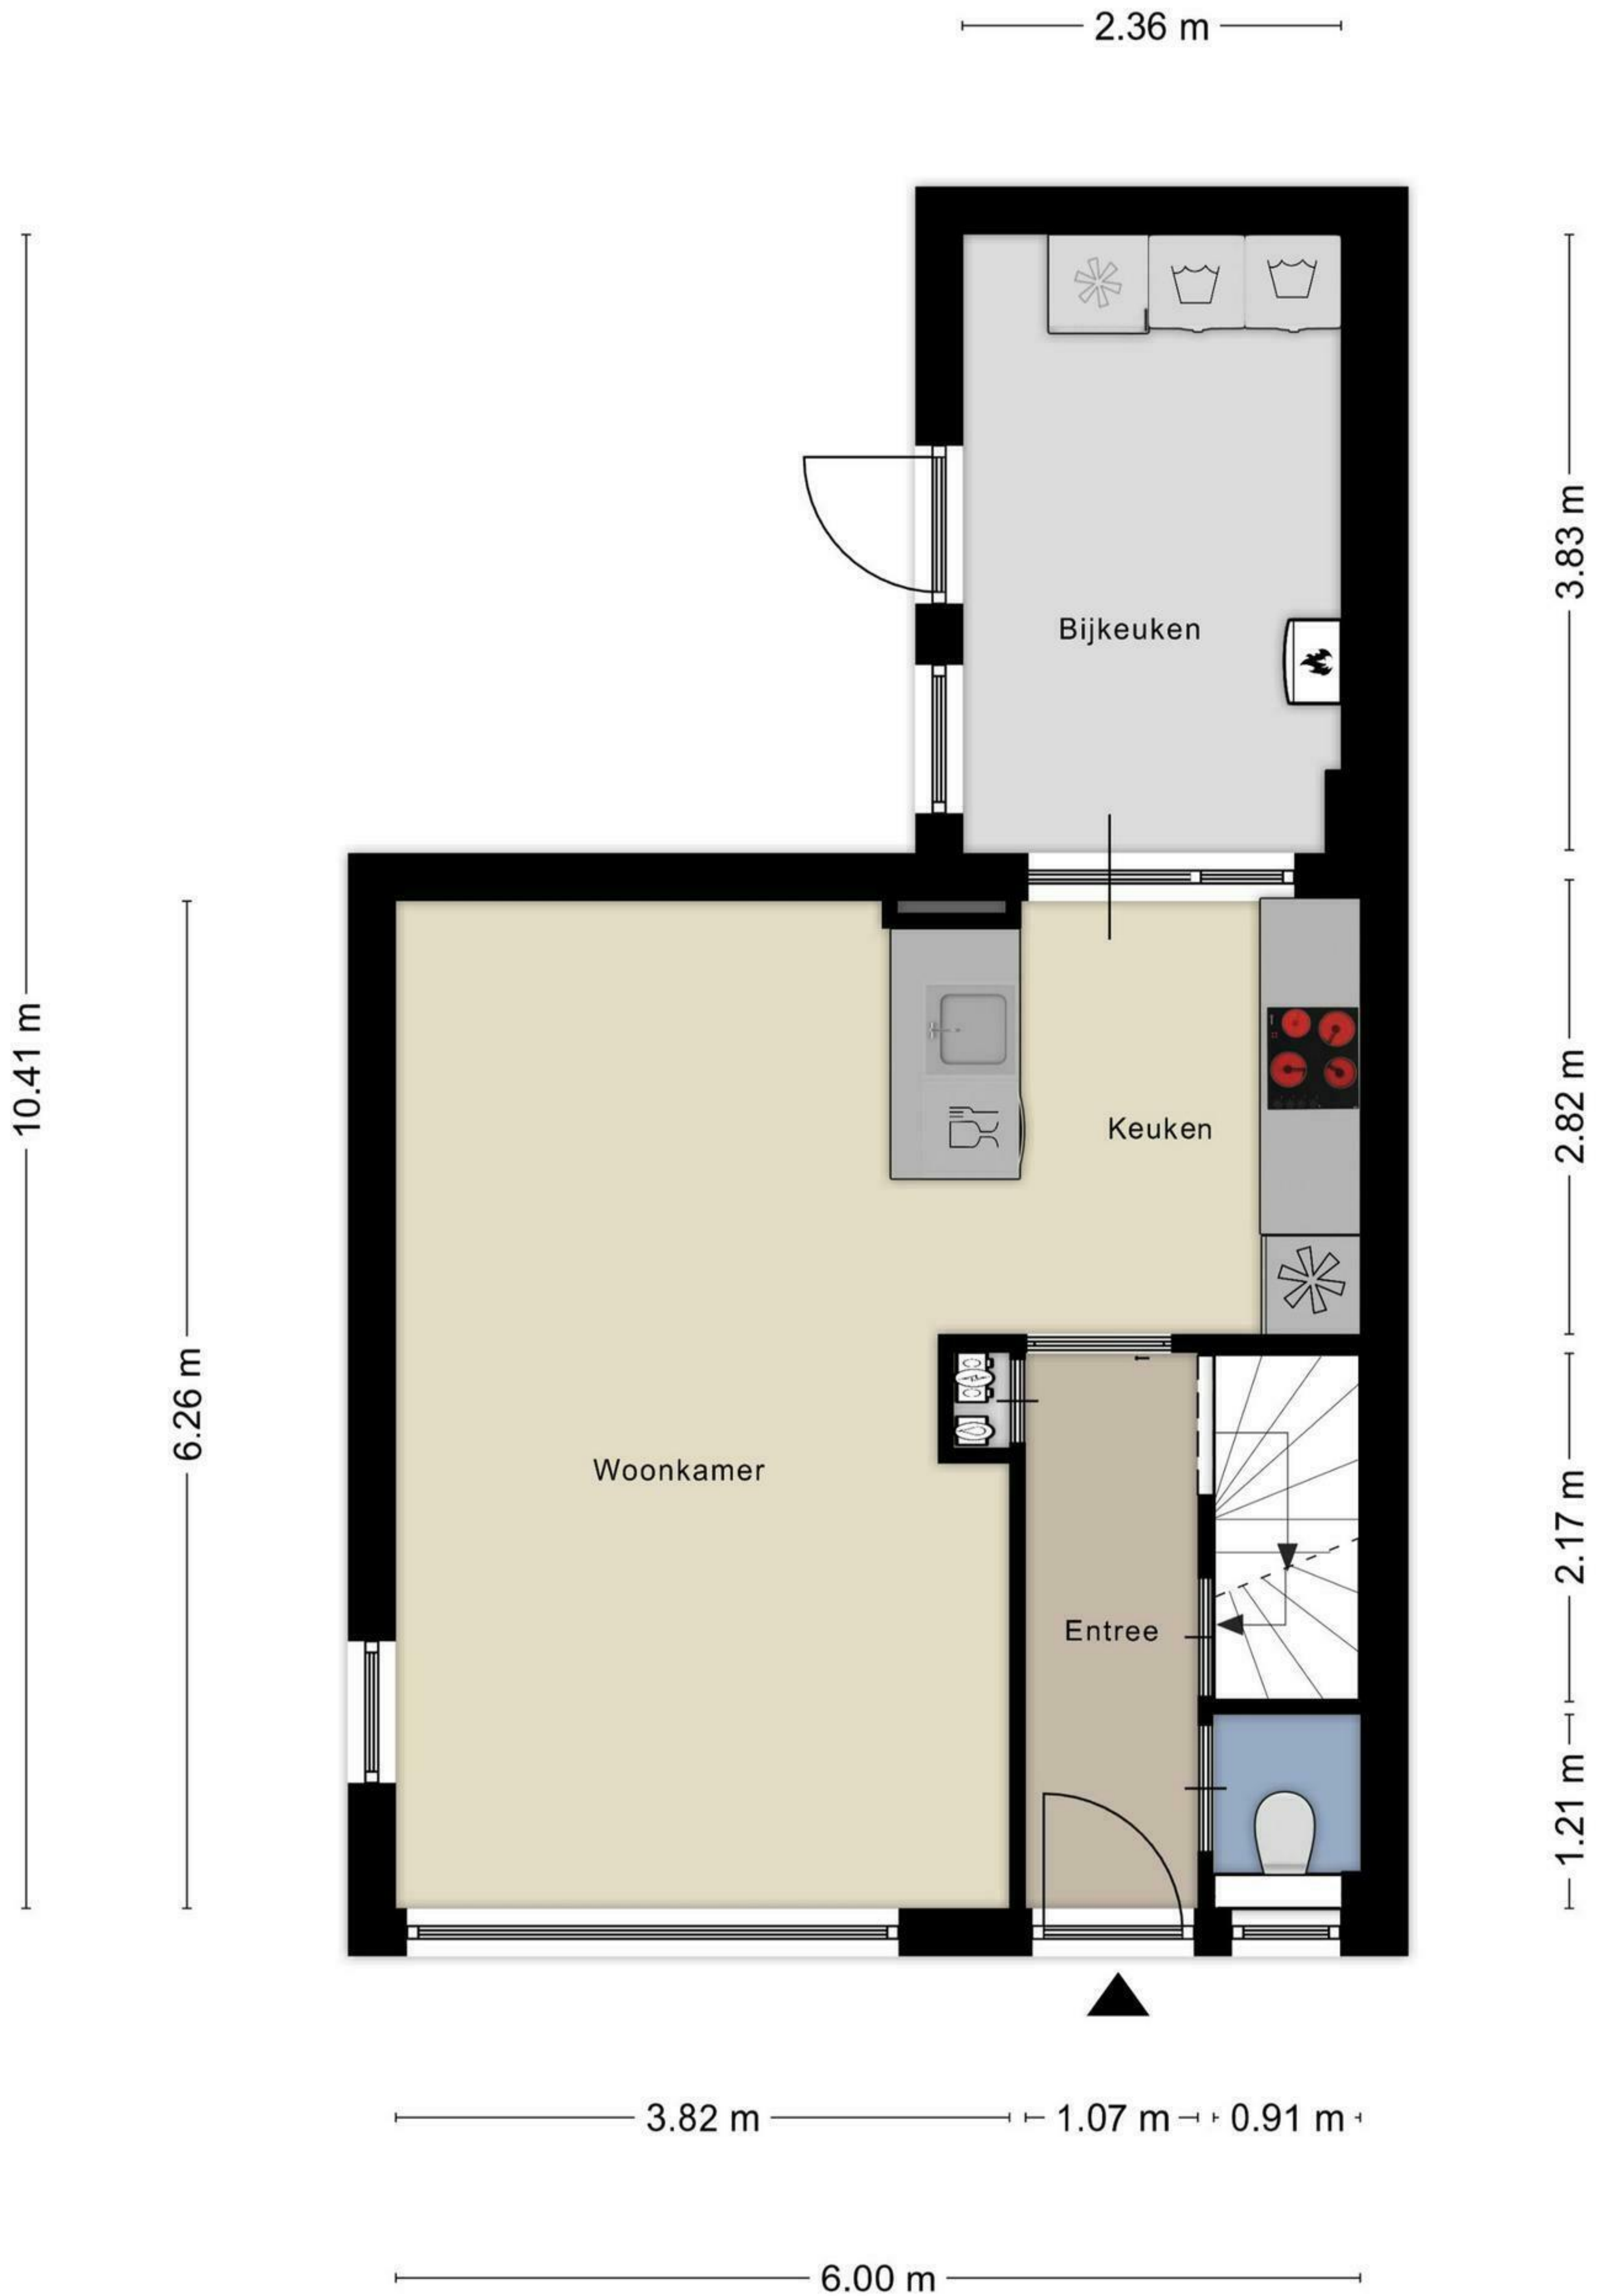 2.36 m
3.83 m
Bijkeuken
10.41 m
2.82 m
Keuken
6.26 m
Woonkamer
2.17 m
Entree
1.21 m
3.82 m
1.07 m
0.91 m
6.00 m